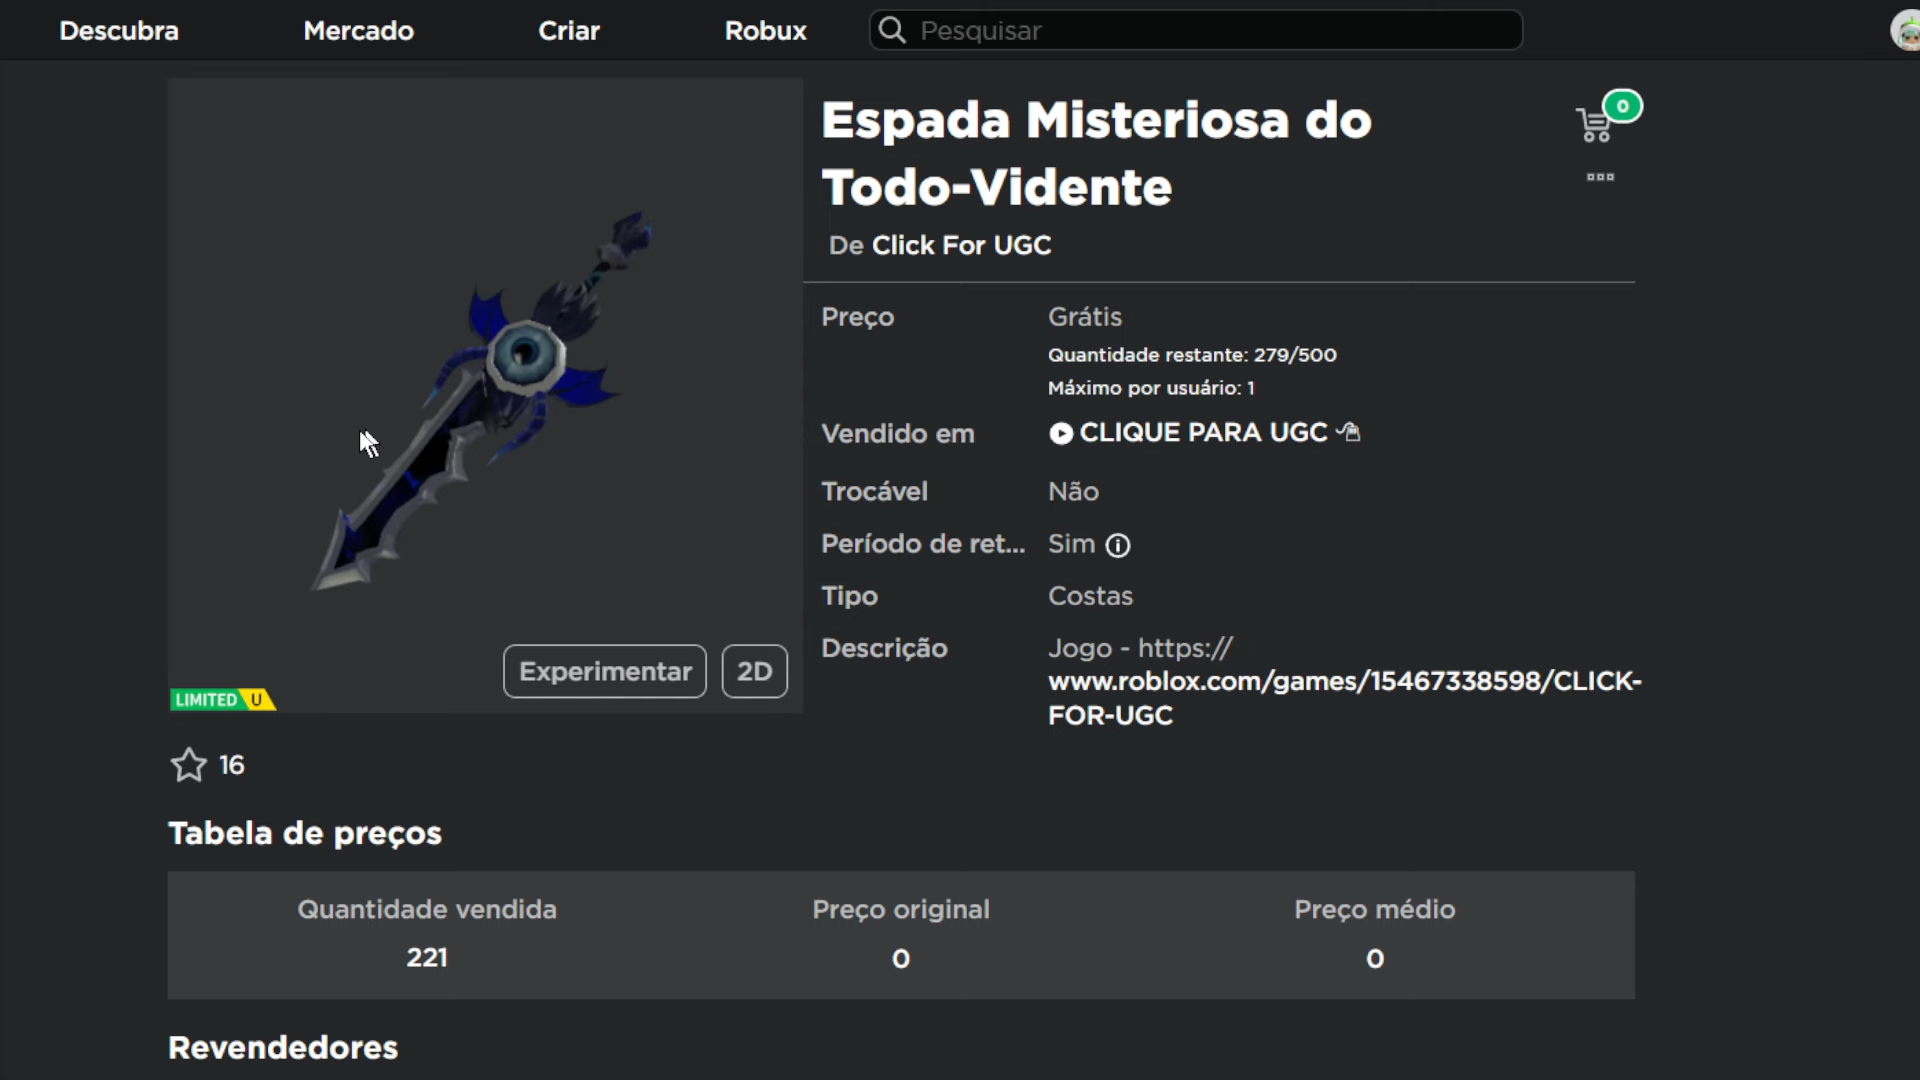 Descubra
Mercado
Criar
Robux
Pesquisar
Espada Misteriosa do
Todo-Vidente
0
De Click For UGC
Preço
Grátis
Quantidade restante: 279/500
Máximo por usuário: 1
Vendido em
CLIQUE PARA UGC
Trocável
Não
Período de ret...
Sim
Tipo
Costas
Descrição
Jogo - https://
www.roblox.com/games/15467338598/CLICK-
FOR-UGC
Experimentar
2D
LIMITED U
16
Tabela de preços
Quantidade vendida
221
Preço original
0
Preço médio
0
Revendedores